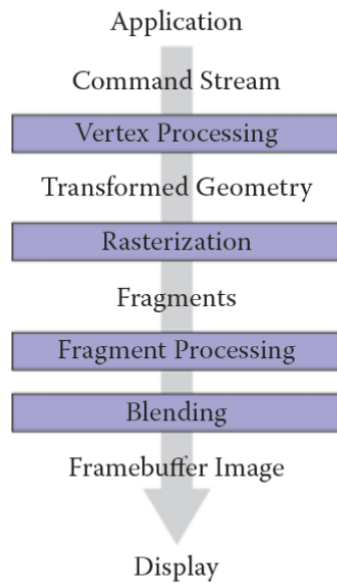 Application
Command Stream
Vertex Processing
Transformed Geometry
Rasterization
Fragments
Fragment Processing
Blending
Framebuffer Image
Display